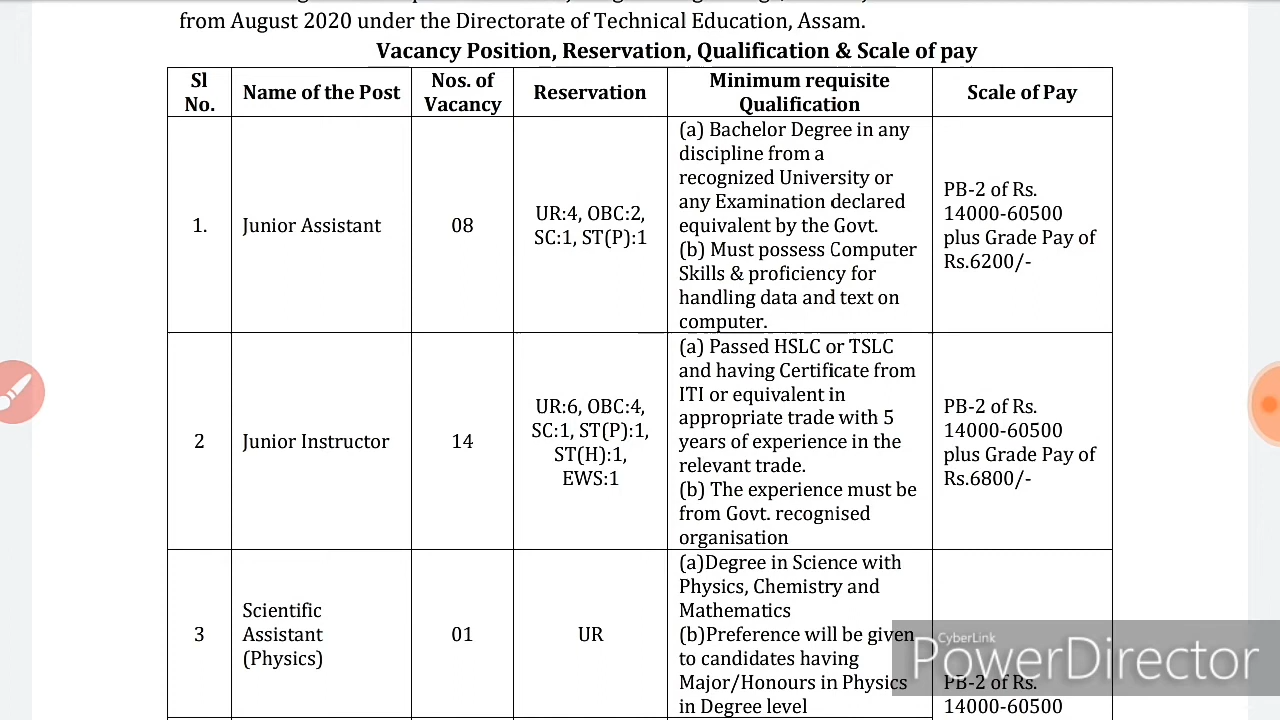 from August 2020 under the Directorate of Technical Education, Assam.
Vacancy Position, Reservation, Qualification & Scale of pay
Sl
No.
Name of the Post
Nos. of
Vacancy
Reservation
Minimum requisite
Qualification
Scale of Pay
1.
Junior Assistant
08
UR:4, OBC:2,
SC:1, ST(P):1
(a) Bachelor Degree in any
discipline from a
recognized University or
any Examination declared
equivalent by the Govt.
(b) Must possess Computer
Skills & proficiency for
handling data and text on
computer.
PB-2 of Rs.
14000-60500
plus Grade Pay of
Rs.6200/-
2
Junior Instructor
14
UR:6, OBC:4,
SC:1, ST(P):1,
ST(H):1,
EWS:1
(a) Passed HSLC or TSLC
and having Certificate from
ITI or equivalent in
appropriate trade with 5
years of experience in the
relevant trade.
(b) The experience must be
from Govt. recognised
organisation
PB-2 of Rs.
14000-60500
plus Grade Pay of
Rs.6800/-
3
Scientific
Assistant
(Physics)
01
UR
(a)Degree in Science with
Physics, Chemistry and
Mathematics
(b)Preference will be given
to candidates having
Major/Honours in Physics
in Degree level
PB-2 of Rs.
14000-60500
CyberLink
PowerDirector